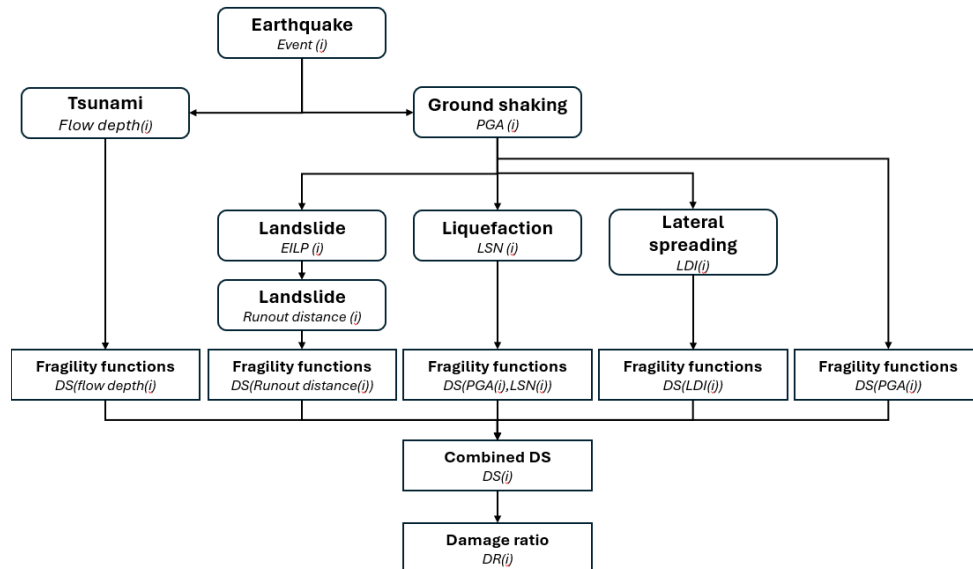 Earthquake
Event (i)
Tsunami
Flow depth(i)
Ground shaking
PGA (i)
Landslide
EILP (i)
Liquefaction
LSN (i)
Lateral
spreading
LDI(i)
Landslide
Runout distance (i)
Fragility functions
DS(flow depth(i)
Fragility functions
DS(Runout distance(i))
Fragility functions
DS(PGA(i),LSN(i))
Fragility functions
DS(LDI(i))
Fragility functions
DS(PGA(i))
Combined DS
DS(i)
Damage ratio
DR(i)